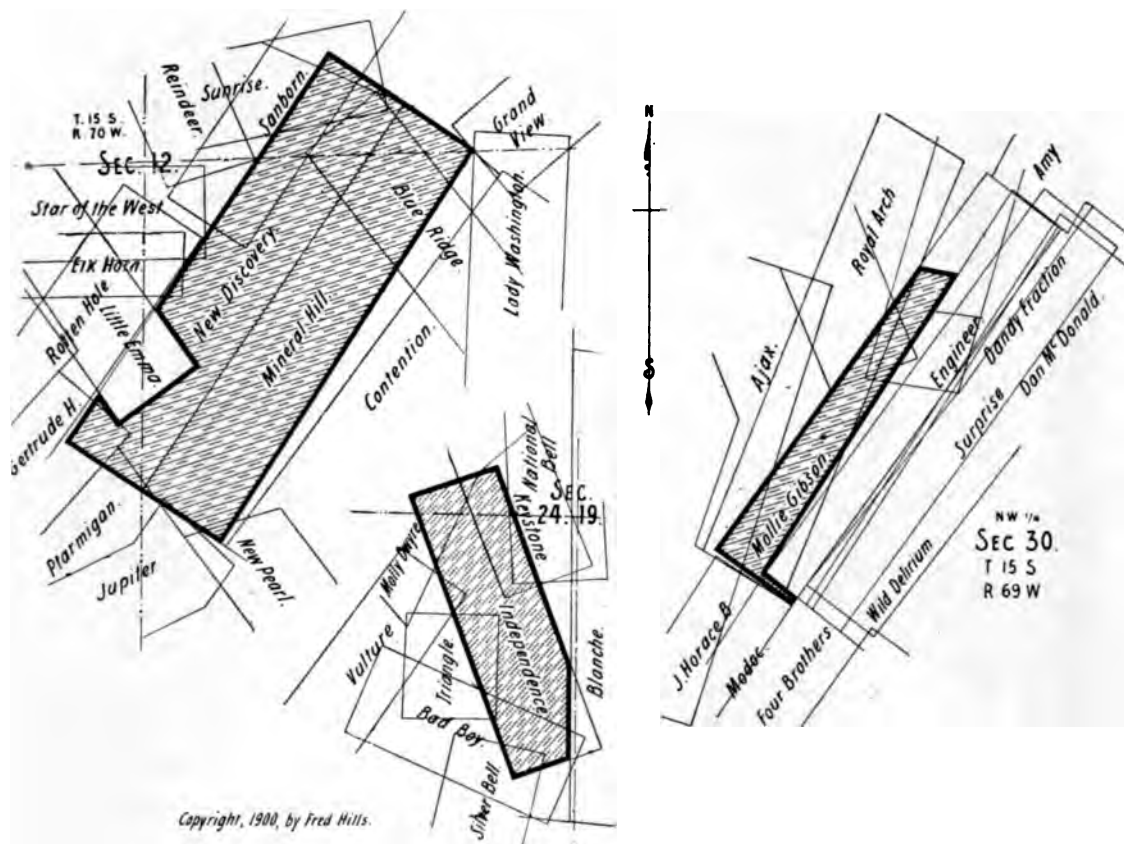 Reindeer.
Sunrise.
Sanborn.
T. 15 S.
R. 70 W.
SEC. 12.
Grand
View
Star of the West
Elk Horn
Rotten Hole
Little Emma.
New Discovery
Mineral Hill.
Blue
Ridge.
Lady Washington.
Contention.
Gertrude H.
Ptarmigan.
Jupiter
New Pearl.
National
Bell
SEC.
24. 19.
Keystone
Vulture
Triangle
Independence
Blanche.
Bad Boy.
Silver Bell.
Copyright, 1900, by Fred Hills.
N
S
Amy
Royal Arch
Ajax.
Engineer
Dandy Fraction
Dan McDonald.
Surprise
Mollie Gibson.
NW 1/4
SEC 30.
T 15 S
R 69 W
Wild Delirium
J. Horace B
Modoc.
Four Brothers